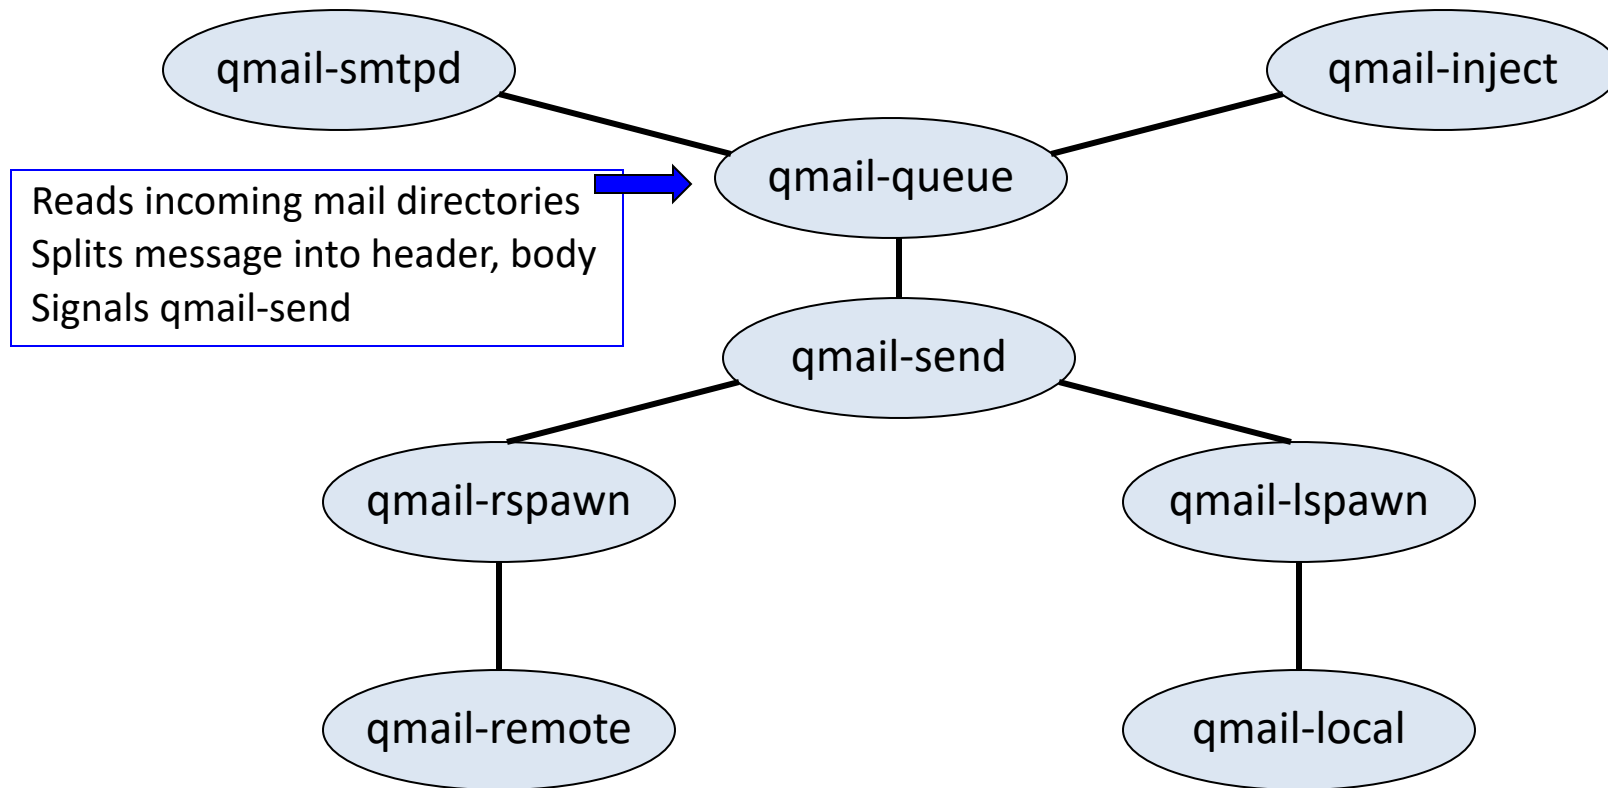 qmail-smtpd
qmail-inject
qmail-queue
Reads incoming mail directories
Splits message into header, body
Signals qmail-send
qmail-send
qmail-rspawn
qmail-lspawn
qmail-remote
qmail-local